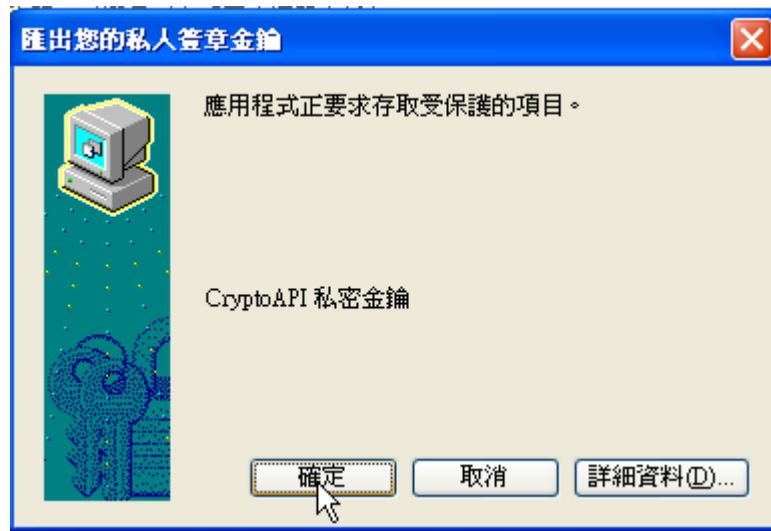 匯出您的私人簽章金鑰
應用程式正要求存取受保護的項目。
CryptoAPI 私密金鑰
確定
取消
詳細資料(D)...